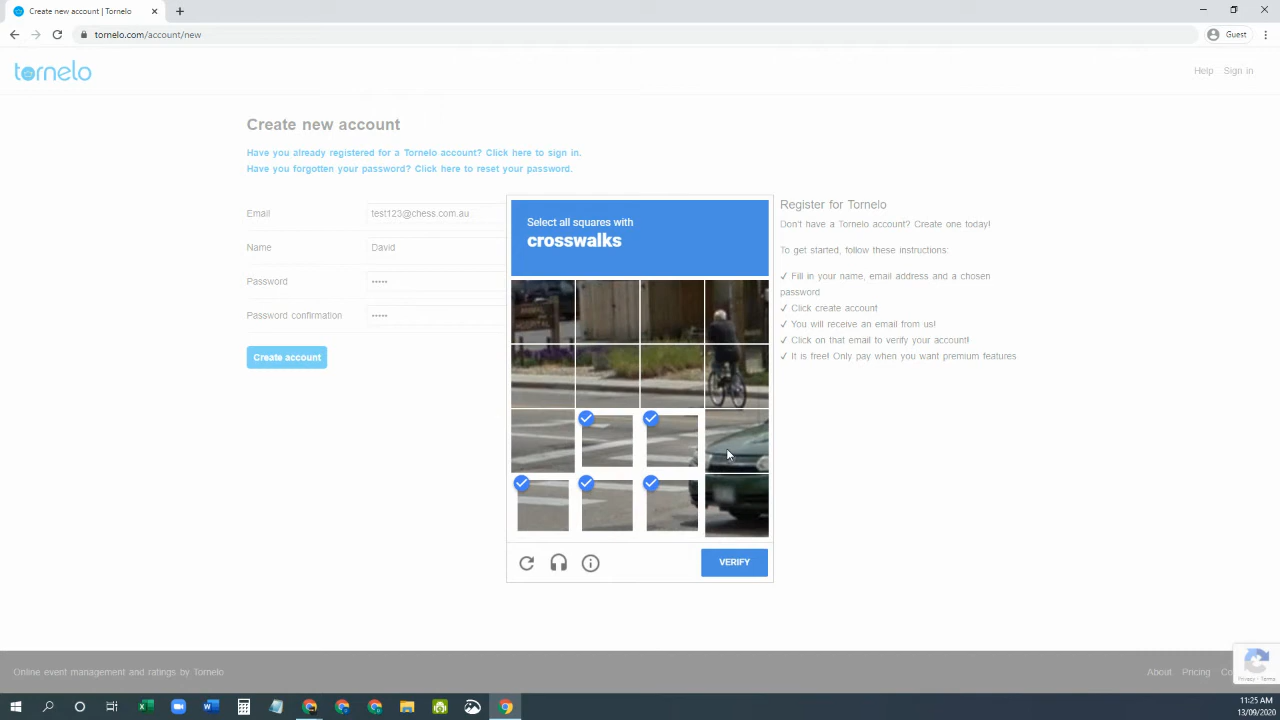 Create new account | Tornelo
tornelo.com/account/new
Guest
tornelo
Help Sign in
Create new account
Have you already registered for a Tornelo account? Click here to sign in.
Have you forgotten your password? Click here to reset your password.
Email test123@chess.com.au
Name David
Password •••••
Password confirmation •••••
Create account
Select all squares with
crosswalks
VERIFY
Register for Tornelo
Don't have a Tornelo account? Create one today!
To get started, follow these instructions:
✓ Fill in your name, email address and a chosen
password
✓ Click create account
✓ You will receive an email from us!
✓ Click on that email to verify your account!
✓ It is free! Only pay when you want premium features
Online event management and ratings by Tornelo
About Pricing Co
Privacy - Terms
11:25 AM
13/09/2020